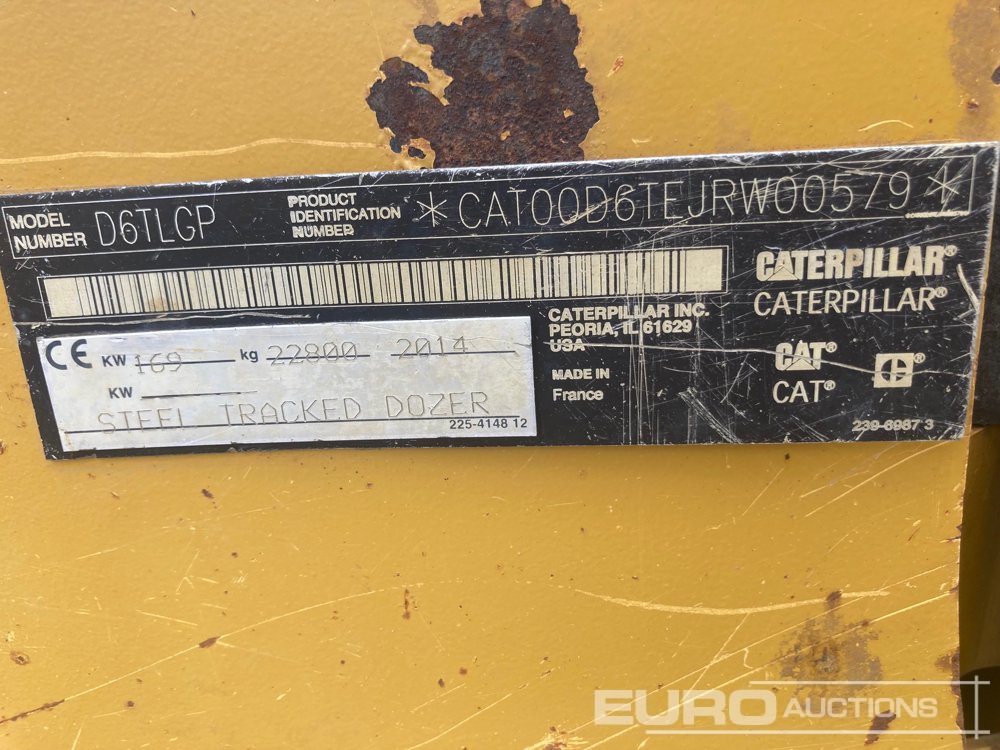 MODEL NUMBER D6TLGP PRODUCT IDENTIFICATION NUMBER *CAT00D6TEJRW00579*
CATERPILLAR®
CATERPILLAR®
CATERPILLAR INC.
PEORIA, IL 61629
USA
CAT®
CAT®
MADE IN
France
239-6987 3
CE KW 169 kg 22800 2014
KW
STEEL TRACKED DOZER
225-4148 12
EURO AUCTIONS